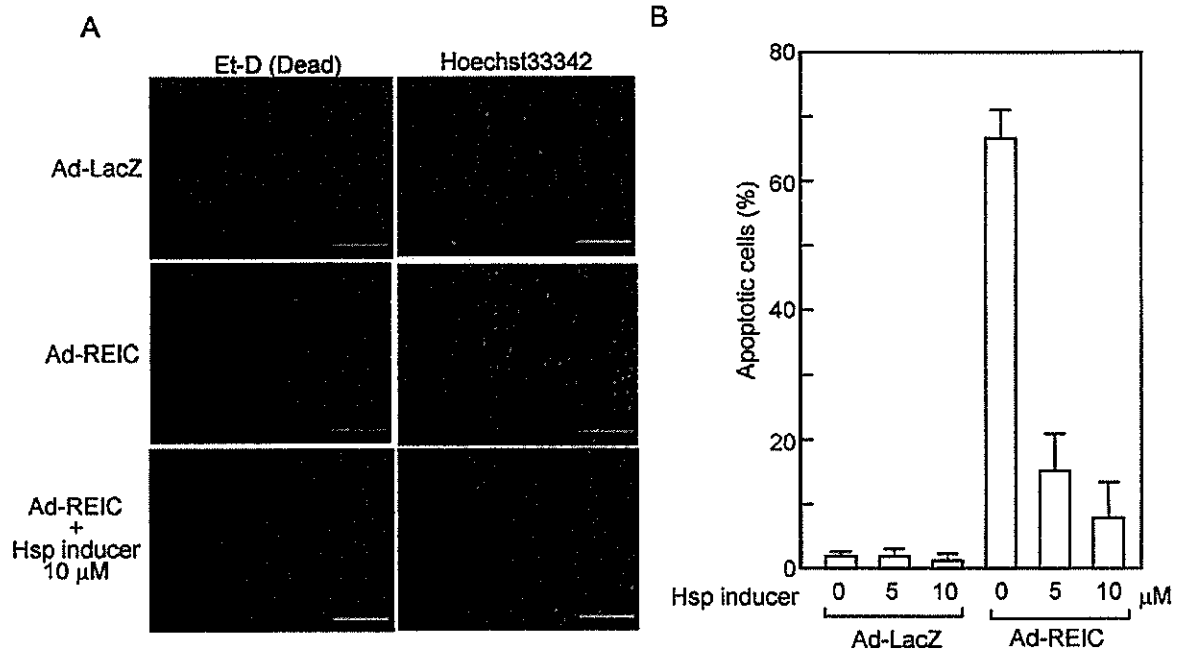 A
Et-D (Dead)
Hoechst33342
Ad-LacZ
Ad-REIC
Ad-REIC
+
Hsp inducer
10 μM
B
Apoptotic cells (%)
80
60
40
20
0
Hsp inducer 0 5 10 0 5 10 μM
Ad-LacZ Ad-REIC